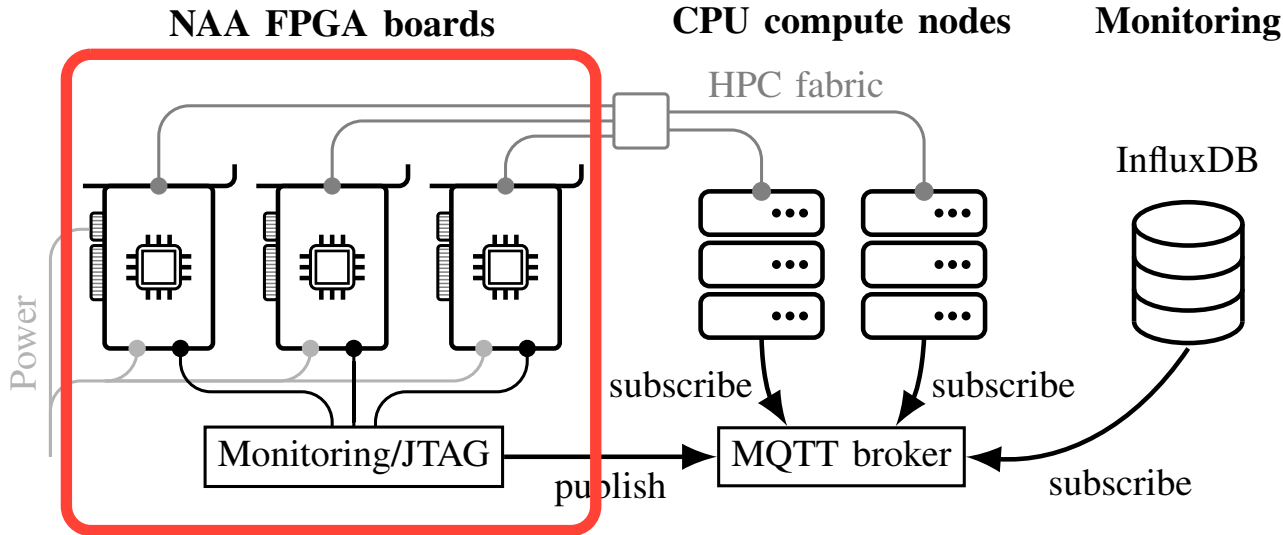 NAA FPGA boards
CPU compute nodes
Monitoring
HPC fabric
InfluxDB
Power
subscribe
subscribe
Monitoring/JTAG
MQTT broker
publish
subscribe